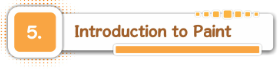 5. Introduction to Paint